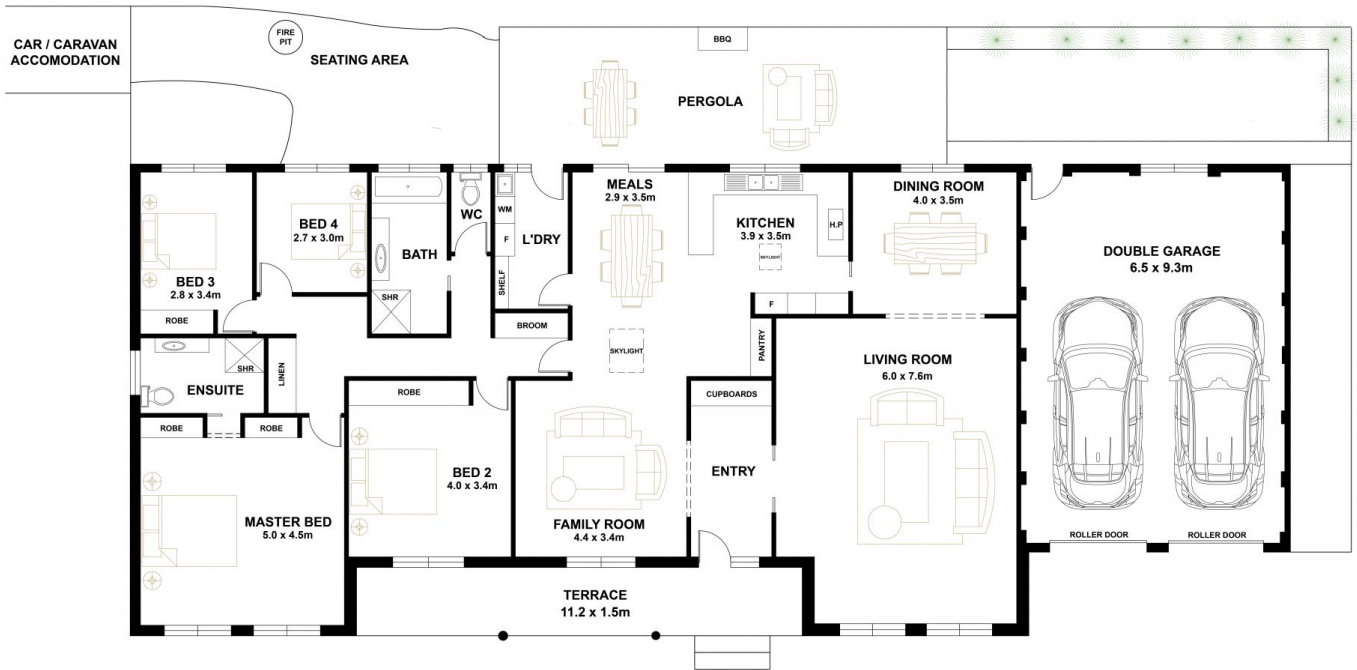 CAR / CARAVAN
ACCOMODATION
FIRE
PIT
SEATING AREA
BBQ
PERGOLA
BED 3
2.8 x 3.4m
ROBE
BED 4
2.7 x 3.0m
BATH
SHR
WC
WM
F
SHELF
L'DRY
BROOM
MEALS
2.9 x 3.5m
SKYLIGHT
KITCHEN
3.9 x 3.5m
SKYLIGHT
H.P
F
PANTRY
DINING ROOM
4.0 x 3.5m
DOUBLE GARAGE
6.5 x 9.3m
ROLLER DOOR
ROLLER DOOR
ENSUITE
SHR
LINEN
ROBE
ROBE
MASTER BED
5.0 x 4.5m
ROBE
BED 2
4.0 x 3.4m
FAMILY ROOM
4.4 x 3.4m
CUPBOARDS
ENTRY
LIVING ROOM
6.0 x 7.6m
TERRACE
11.2 x 1.5m